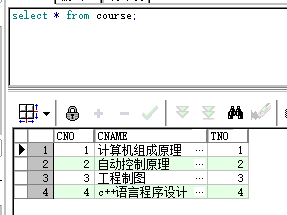 select * from course;
CNO CNAME TNO
1 1 计算机组成原理 … 1
2 2 自动控制原理 … 2
3 3 工程制图 … 3
4 4 c++语言程序设计 … 4